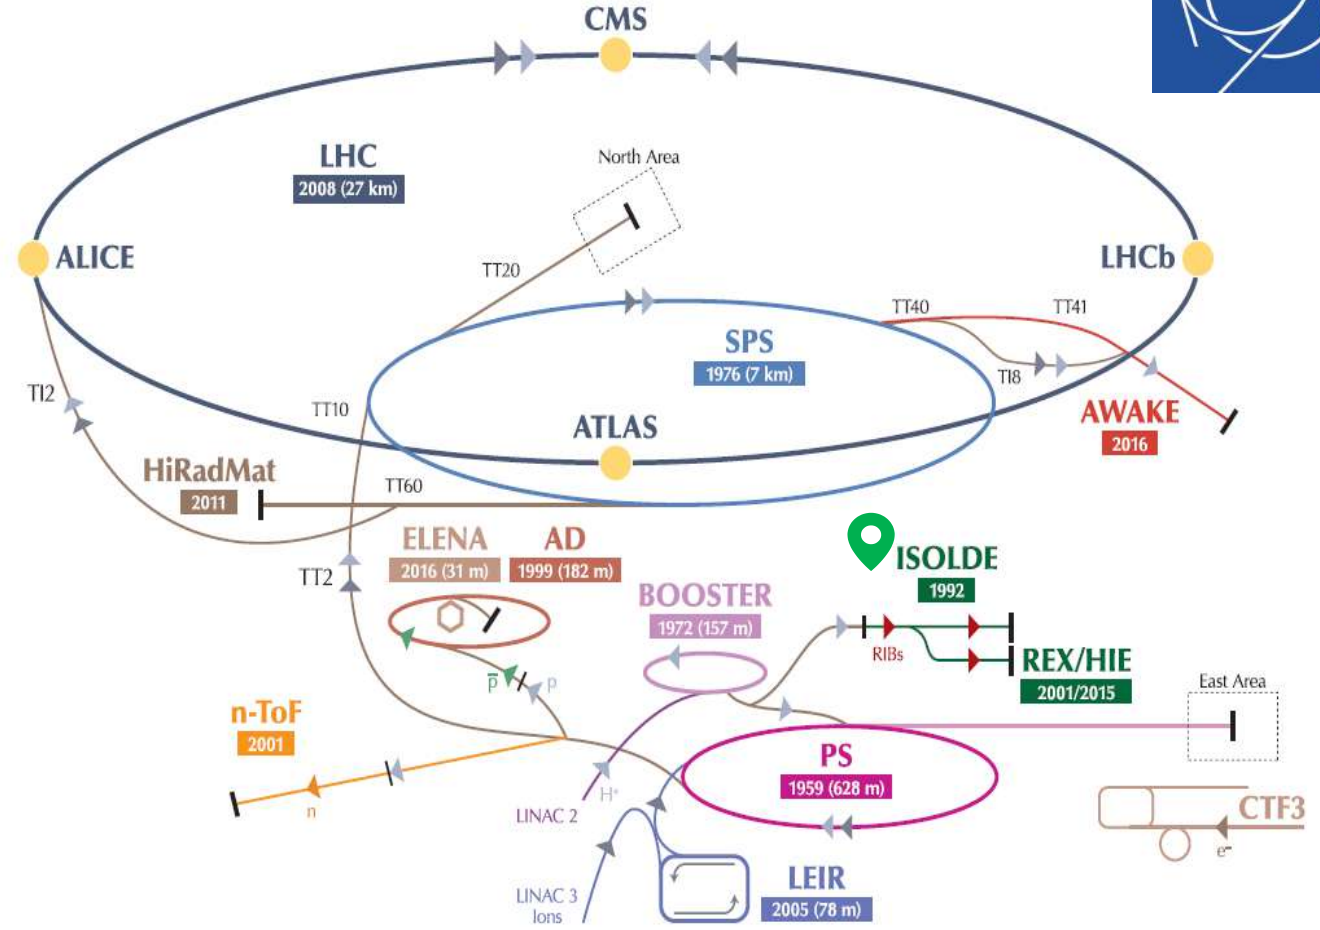 CMS
LHC
2008 (27 km)
North Area
ALICE
LHCb
TT20
TT40
TT41
SPS
1976 (7 km)
TI8
TI2
TT10
ATLAS
AWAKE
2016
HiRadMat
2011
TT60
ELENA
2016 (31 m)
AD
1999 (182 m)
TT2
ISOLDE
1992
BOOSTER
1972 (157 m)
RIBs
REX/HIE
2001/2015
p̅
p
East Area
n-ToF
2001
n
PS
1959 (628 m)
H+
LINAC 2
CTF3
e-
LEIR
2005 (78 m)
LINAC 3
Ions